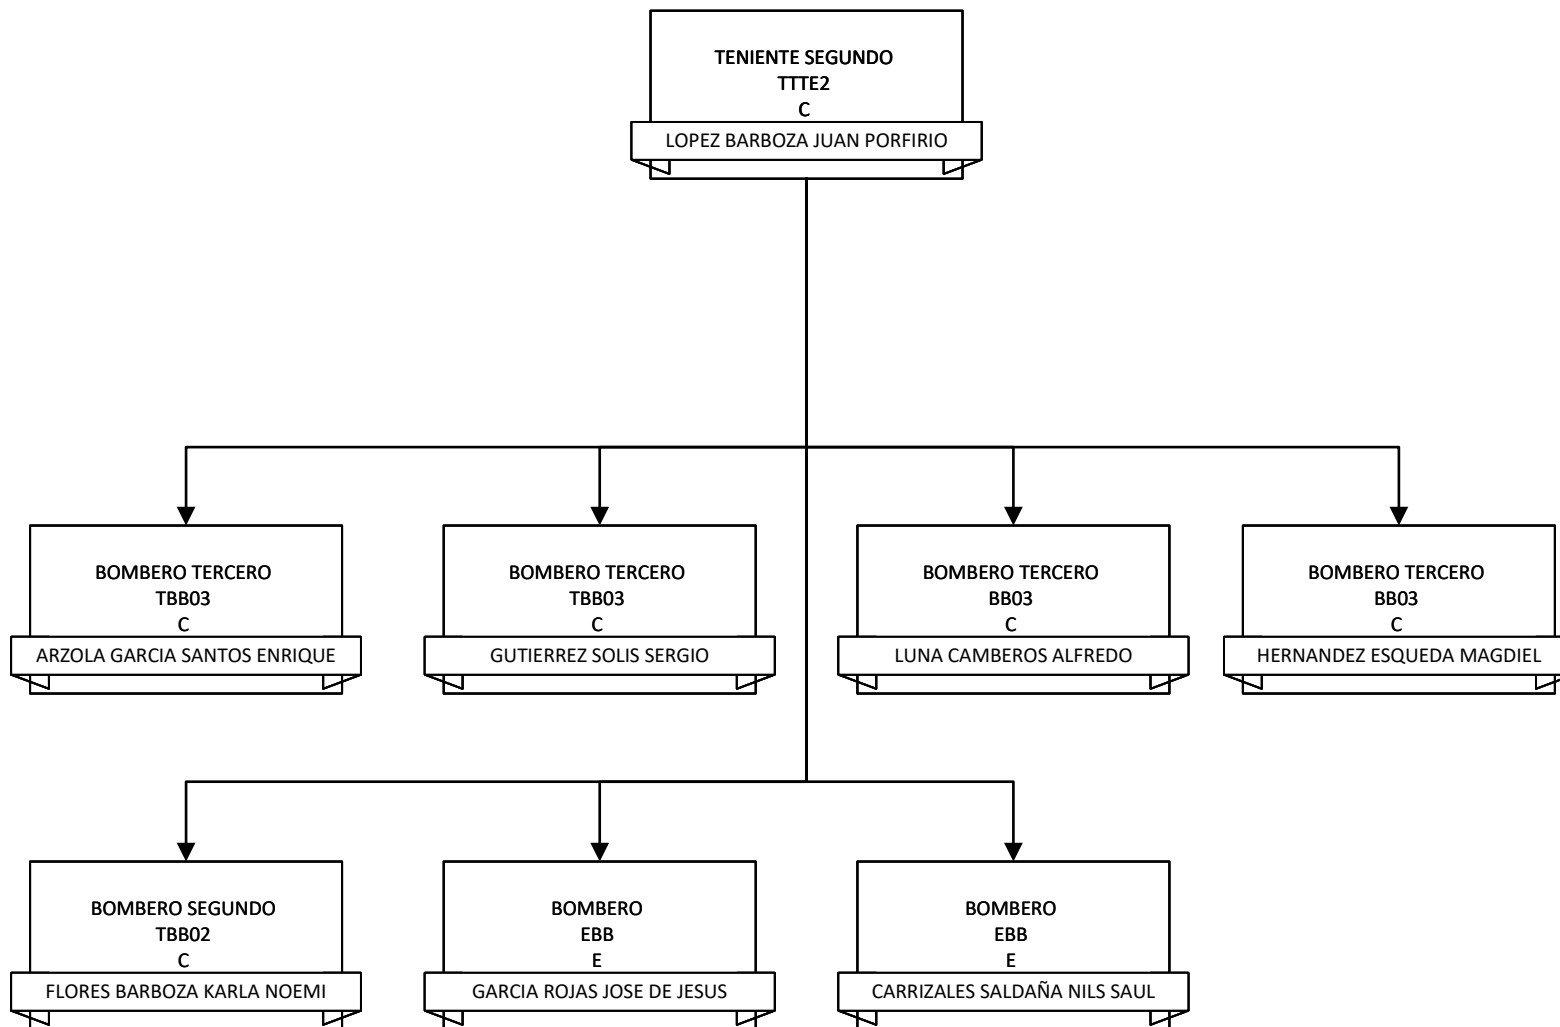 TENIENTE SEGUNDO
TTTE2
C
LOPEZ BARBOZA JUAN PORFIRIO
BOMBERO TERCERO
TBB03
C
ARZOLA GARCIA SANTOS ENRIQUE
BOMBERO TERCERO
TBB03
C
GUTIERREZ SOLIS SERGIO
BOMBERO TERCERO
BB03
C
LUNA CAMBEROS ALFREDO
BOMBERO TERCERO
BB03
C
HERNANDEZ ESQUEDA MAGDIEL
BOMBERO SEGUNDO
TBB02
C
FLORES BARBOZA KARLA NOEMI
BOMBERO
EBB
E
GARCIA ROJAS JOSE DE JESUS
BOMBERO
EBB
E
CARRIZALES SALDAÑA NILS SAUL